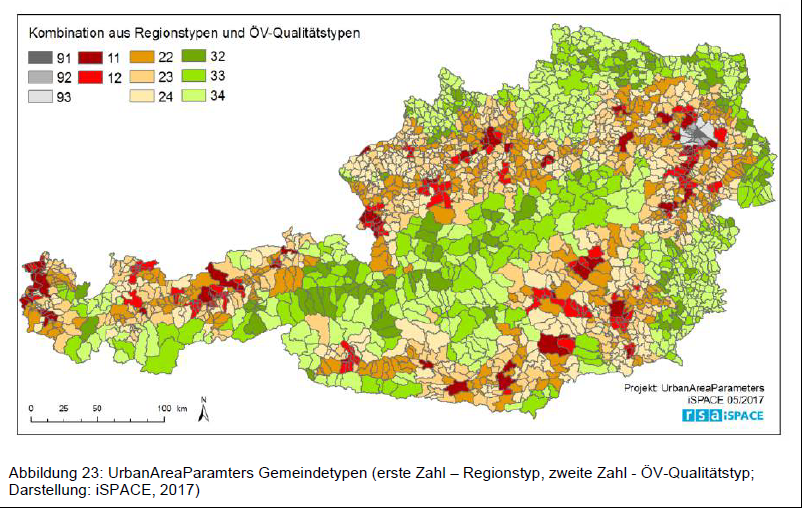 Kombination aus Regionstypen und ÖV-Qualitätstypen
91 11 22 32
92 12 23 33
93 24 34
N
0 25 50 100 km
Projekt: UrbanAreaParameters
iSPACE 05/2017
rsa iSPACE
Abbildung 23: UrbanAreaParamters Gemeindetypen (erste Zahl – Regionstyp, zweite Zahl - ÖV-Qualitätstyp;
Darstellung: iSPACE, 2017)